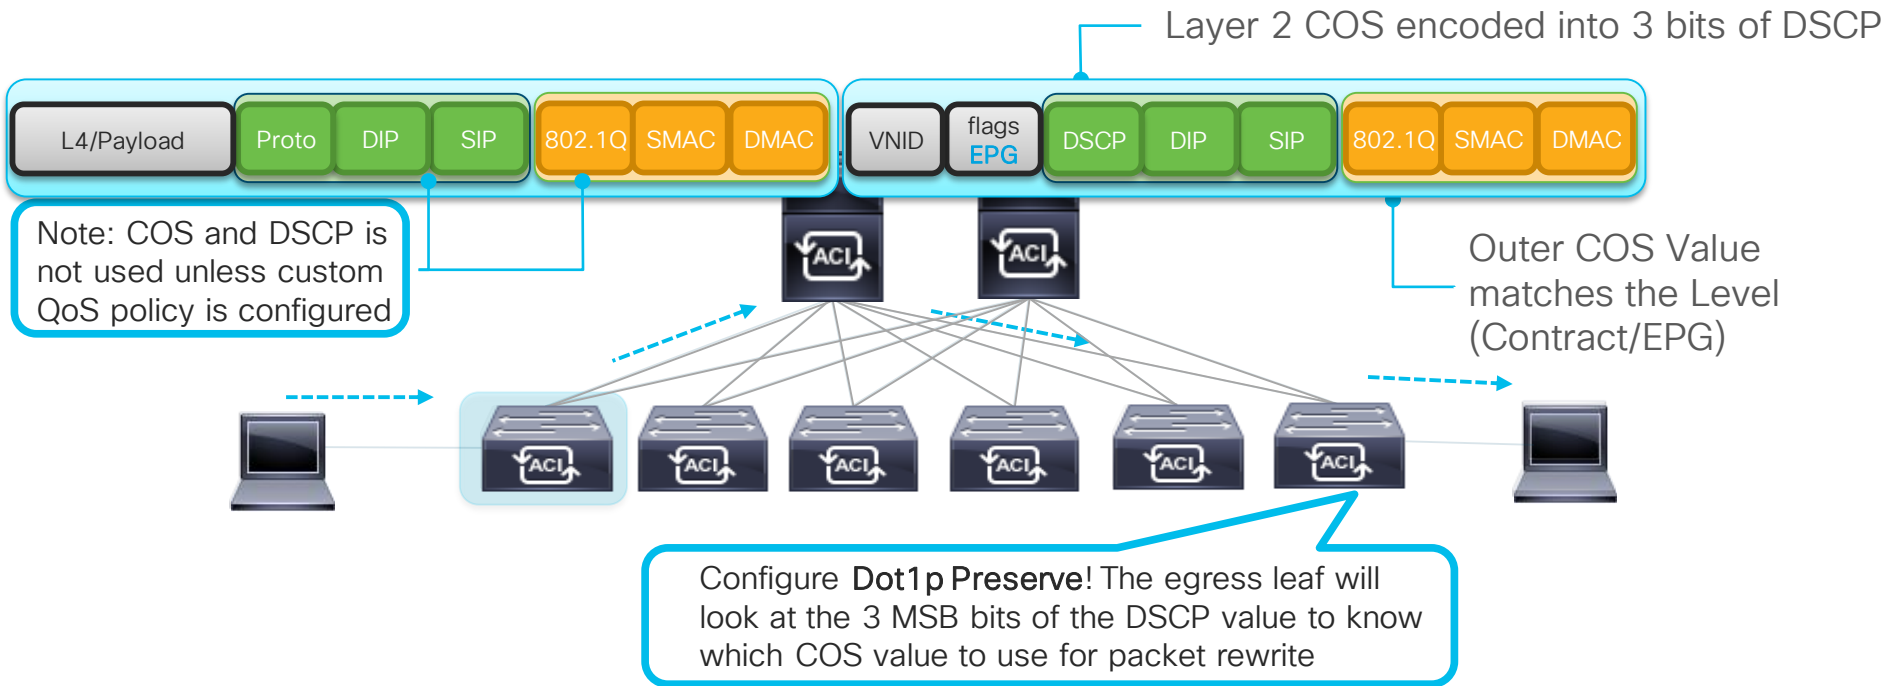 Layer 2 COS encoded into 3 bits of DSCP
L4/Payload Proto DIP SIP 802.1Q SMAC DMAC VNID flags EPG DSCP DIP SIP 802.1Q SMAC DMAC
Note: COS and DSCP is
not used unless custom
QoS policy is configured
Outer COS Value
matches the Level
(Contract/EPG)
ACI ACI
ACI ACI ACI ACI ACI ACI
Configure Dot1p Preserve! The egress leaf will
look at the 3 MSB bits of the DSCP value to know
which COS value to use for packet rewrite